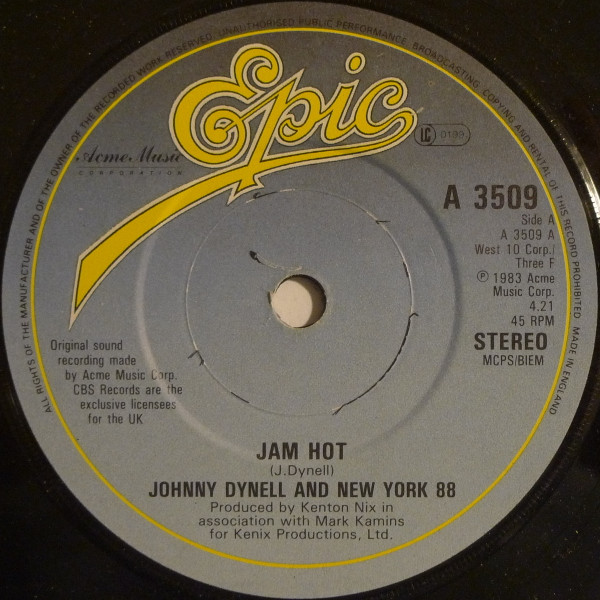 ALL RIGHTS OF THE MANUFACTURER AND OF THE OWNER OF THE RECORDED WORK RESERVED. UNAUTHORISED PUBLIC PERFORMANCE, BROADCASTING, COPYING AND RENTAL OF THIS RECORD PROHIBITED. MADE IN ENGLAND
Epic
LC 0199
Acme Music
CORPORATION
A 3509
Side A
A 3509 A
West 10 Corp./
Three F
℗ 1983 Acme
Music Corp.
4.21
45 RPM
STEREO
MCPS/BIEM
Original sound
recording made
by Acme Music Corp.
CBS Records are the
exclusive licensees
for the UK
JAM HOT
(J.Dynell)
JOHNNY DYNELL AND NEW YORK 88
Produced by Kenton Nix in
association with Mark Kamins
for Kenix Productions, Ltd.